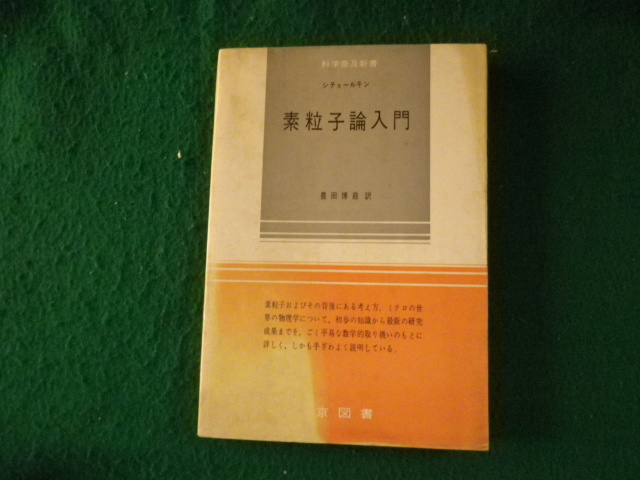 科学普及新書
シチョールキン
素粒子論入門
豊田博慈 訳
素粒子およびその背後にある考え方，ミクロの世
界の物理学について，初歩の知識から最新の研究
成果までを，ごく平易な数学的取り扱いのもとに
詳しく，しかも手ぎわよく説明している。
京図書